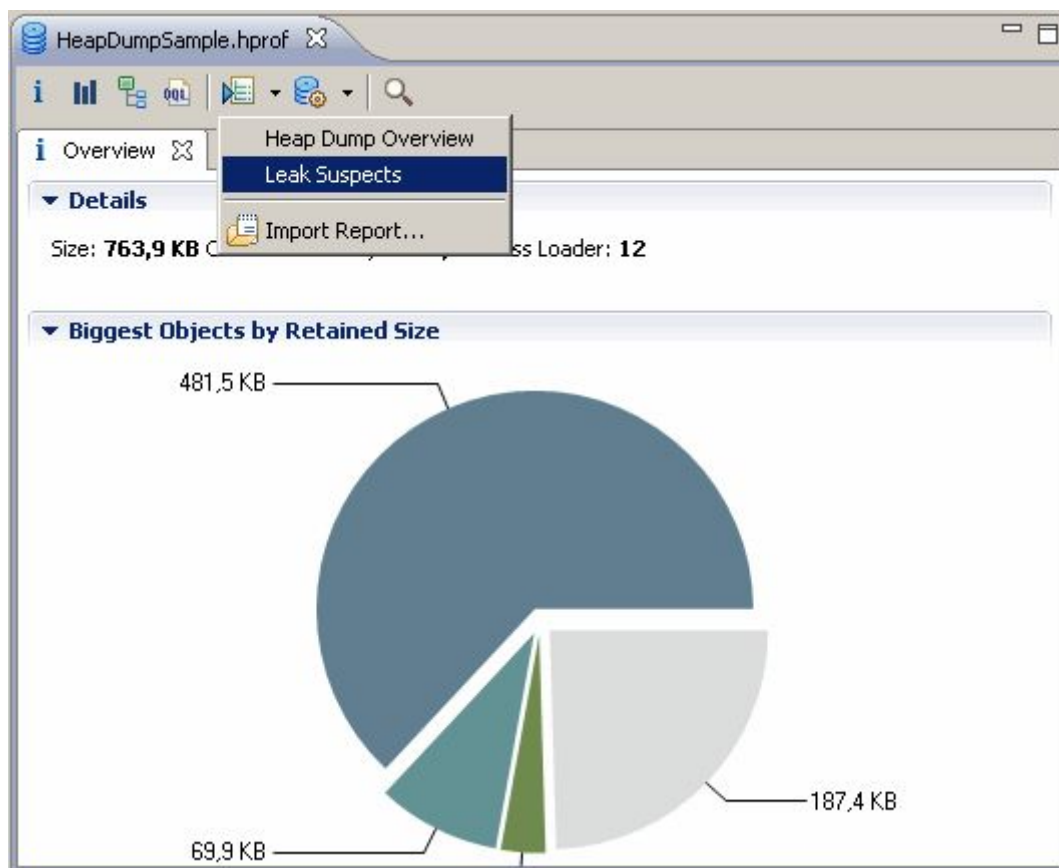 HeapDumpSample.hprof
OQL
i Overview
Heap Dump Overview
Leak Suspects
Import Report...
Details
Size: 763,9 KB Loader: 12
Biggest Objects by Retained Size
481,5 KB
187,4 KB
69,9 KB